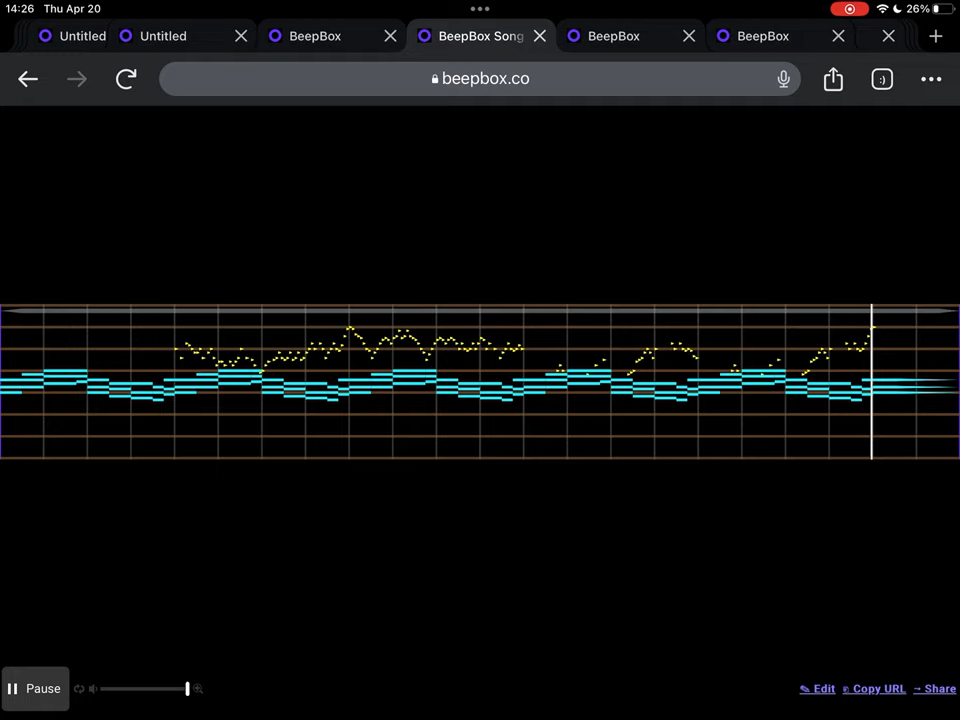 14:26 Thu Apr 20 26%
Untitled Untitled BeepBox BeepBox Song BeepBox BeepBox
beepbox.co :)
Pause Edit Copy URL → Share